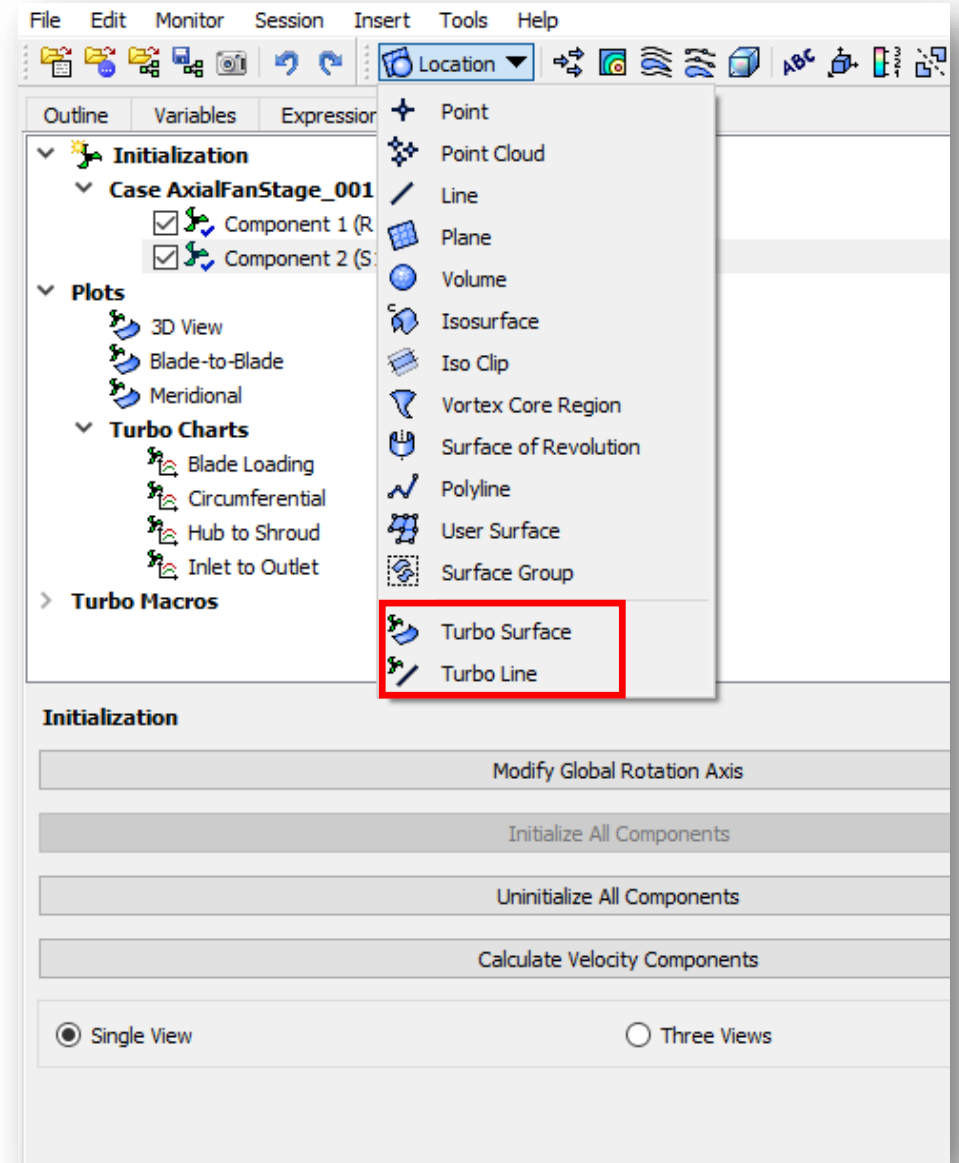 File Edit Monitor Session Insert Tools Help
Location
ABC
Outline Variables Expression
Initialization
Case AxialFanStage_001
Component 1 (R
Component 2 (S
Plots
3D View
Blade-to-Blade
Meridional
Turbo Charts
Blade Loading
Circumferential
Hub to Shroud
Inlet to Outlet
Turbo Macros
Point
Point Cloud
Line
Plane
Volume
Isosurface
Iso Clip
Vortex Core Region
Surface of Revolution
Polyline
User Surface
Surface Group
Turbo Surface
Turbo Line
Initialization
Modify Global Rotation Axis
Initialize All Components
Uninitialize All Components
Calculate Velocity Components
Single View Three Views